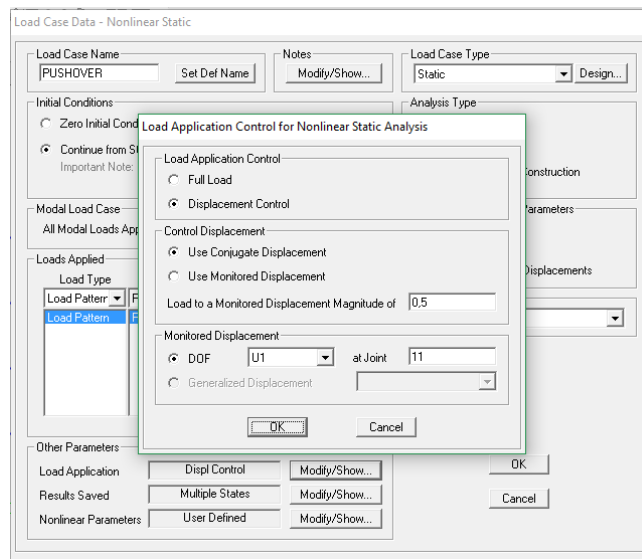 Load Case Data - Nonlinear Static
Load Case Name
PUSHOVER
Set Def Name
Notes
Modify/Show...
Load Case Type
Static
Design...
Initial Conditions
Zero Initial Cond
Continue from St
Important Note:
Analysis Type
onstruction
Modal Load Case
All Modal Loads App
Parameters
Displacements
Loads Applied
Load Type
Load Pattern
F
Load Pattern
F
Load Application Control for Nonlinear Static Analysis
Load Application Control
Full Load
Displacement Control
Control Displacement
Use Conjugate Displacement
Use Monitored Displacement
Load to a Monitored Displacement Magnitude of 0,5
Monitored Displacement
DOF U1 at Joint 11
Generalized Displacement
OK Cancel
Other Parameters
Load Application Displ Control Modify/Show...
Results Saved Multiple States Modify/Show...
Nonlinear Parameters User Defined Modify/Show...
OK
Cancel